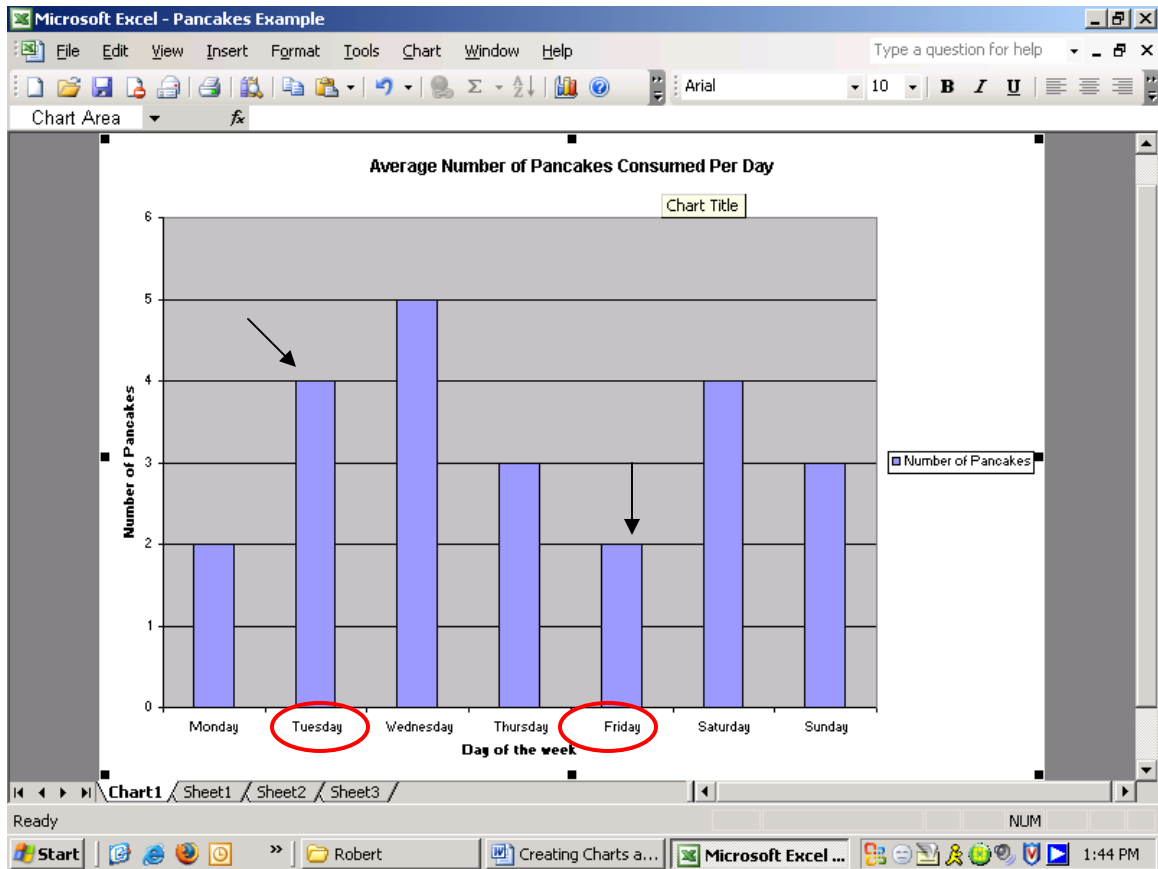 Microsoft Excel - Pancakes Example
File Edit View Insert Format Tools Chart Window Help Type a question for help
Arial 10 B I U
Chart Area fx
Average Number of Pancakes Consumed Per Day
Chart Title
6
5
4
3
2
1
0
Number of Pancakes
Number of Pancakes
Monday Tuesday Wednesday Thursday Friday Saturday Sunday
Day of the week
Chart1 Sheet1 Sheet2 Sheet3
Ready NUM
Start » Robert Creating Charts a... Microsoft Excel ... 1:44 PM